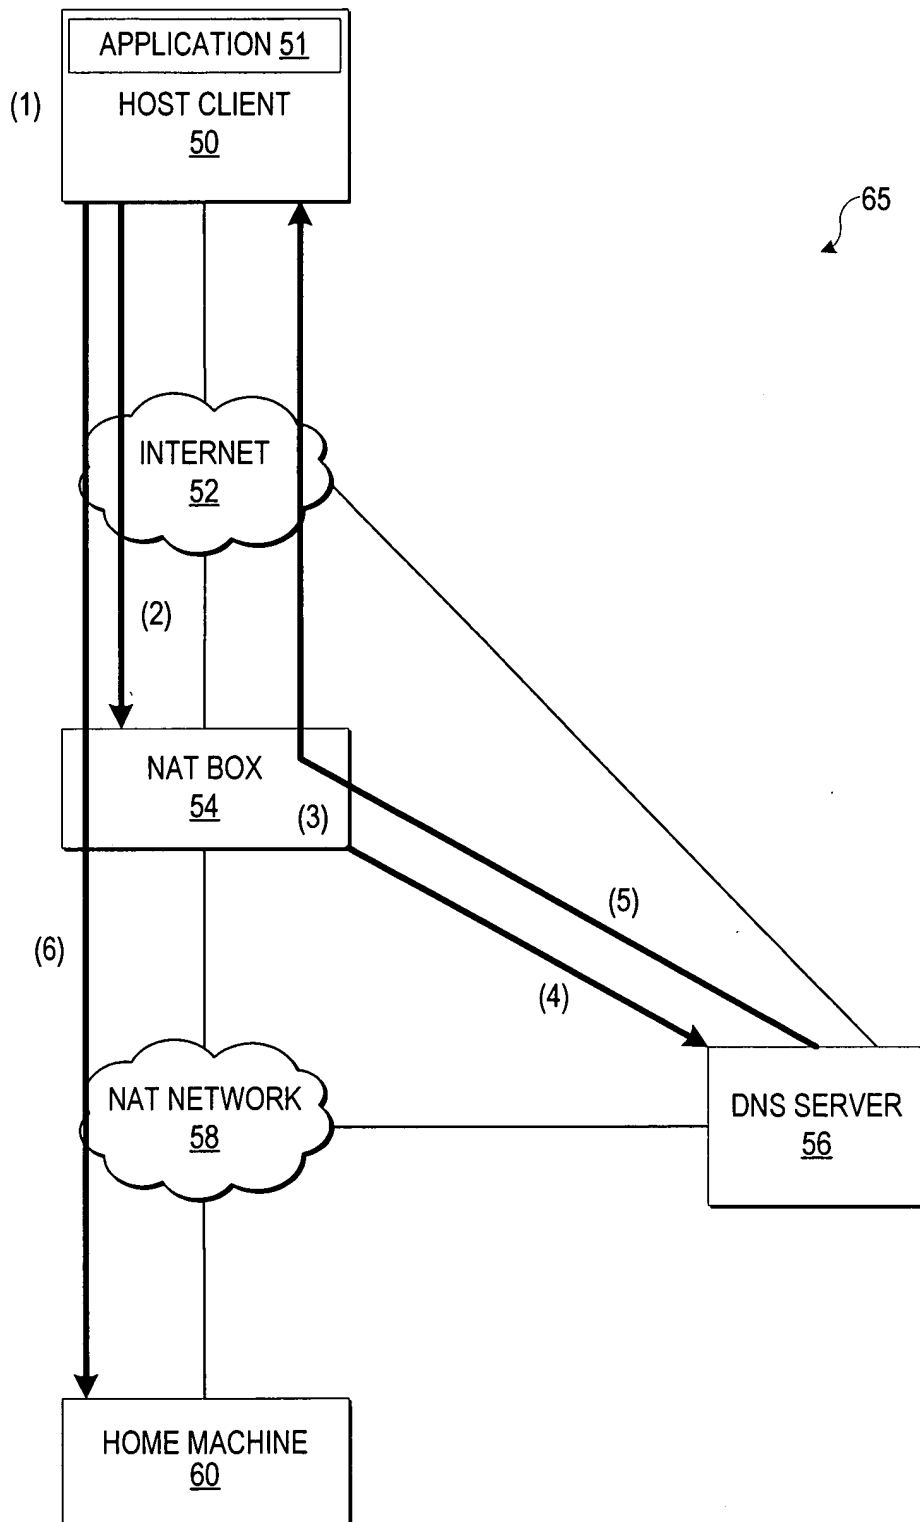 APPLICATION 51
(1)
HOST CLIENT
50
65
INTERNET
52
(2)
NAT BOX
54
(3)
(5)
(6)
(4)
NAT NETWORK
58
DNS SERVER
56
HOME MACHINE
60